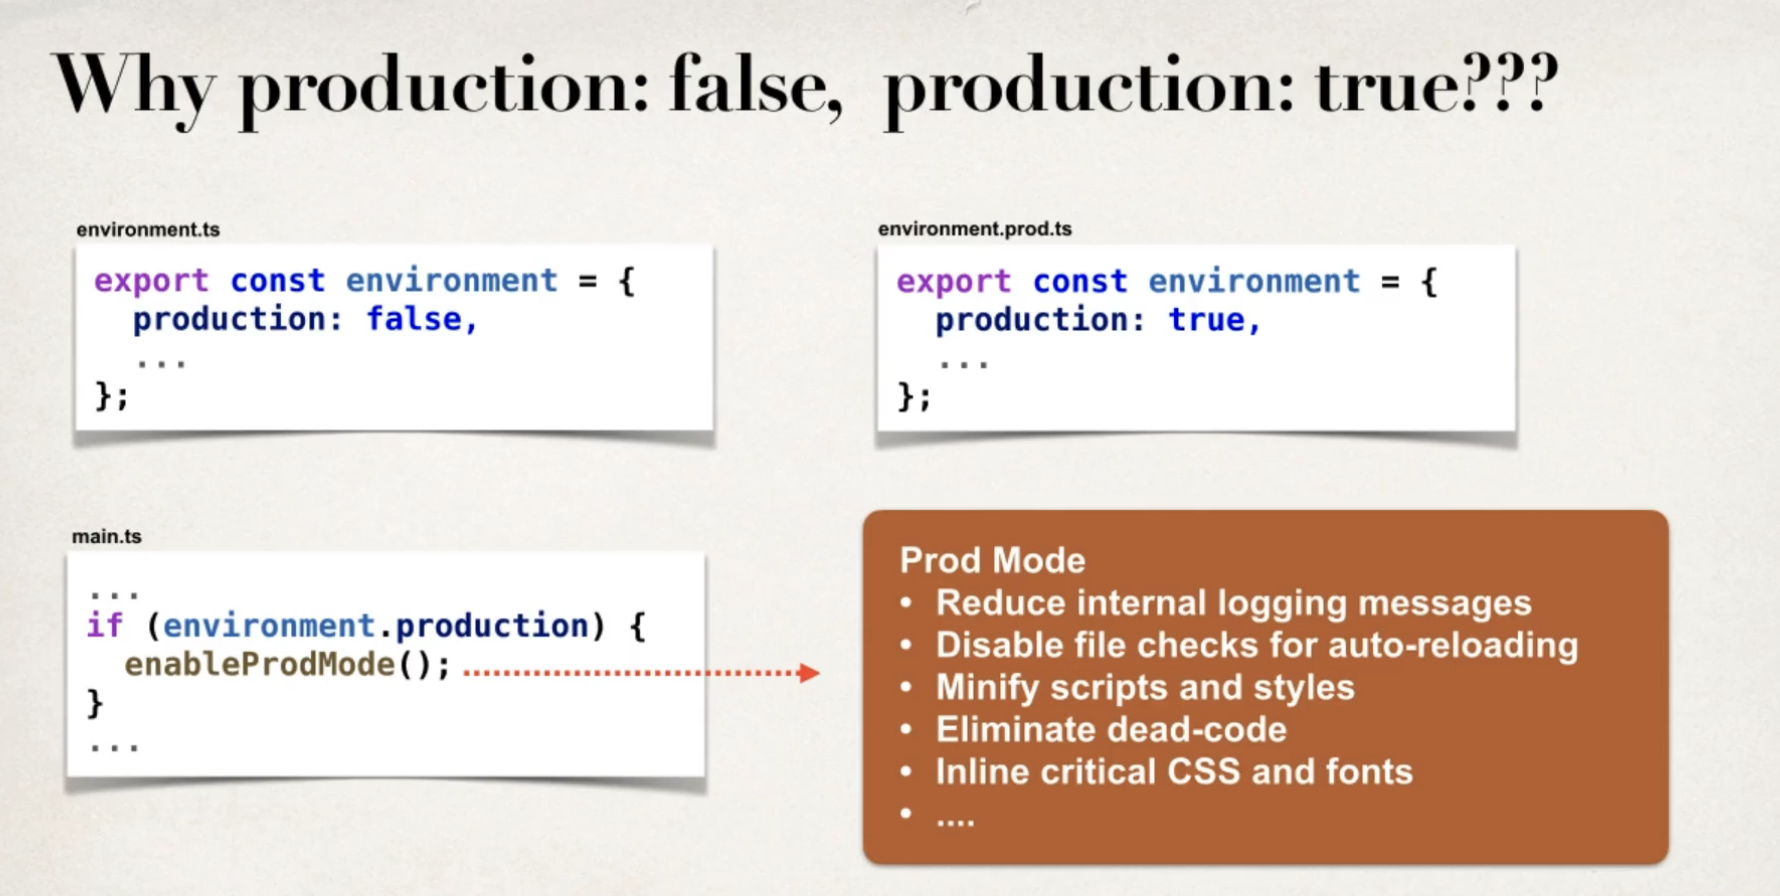 Why production: false, production: true???
environment.ts
export const environment = {
production: false,
...
};
environment.prod.ts
export const environment = {
production: true,
...
};
main.ts
...
if (environment.production) {
enableProdMode();
}
...
Prod Mode
• Reduce internal logging messages
• Disable file checks for auto-reloading
• Minify scripts and styles
• Eliminate dead-code
• Inline critical CSS and fonts
• ....